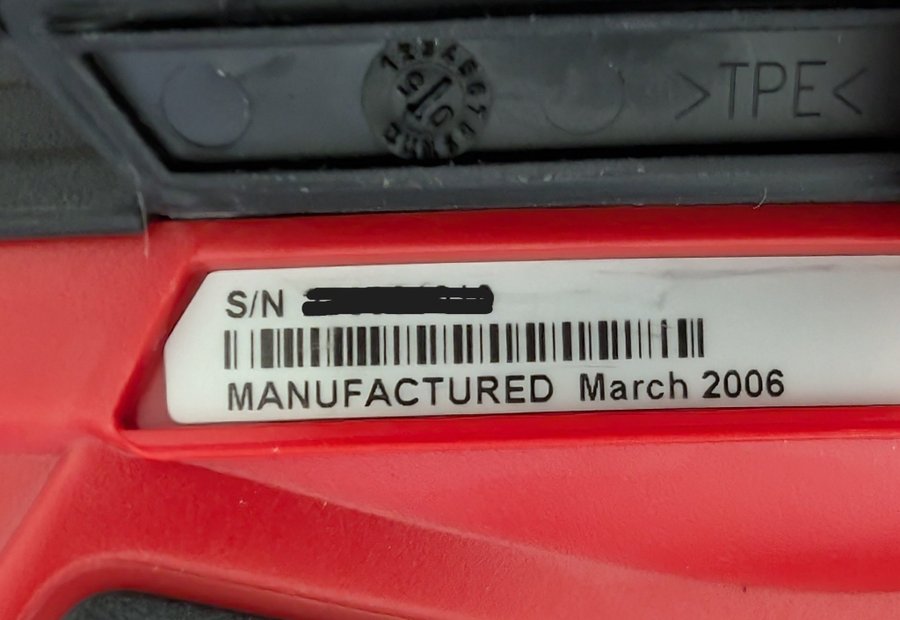 >TPE<
S/N
MANUFACTURED March 2006